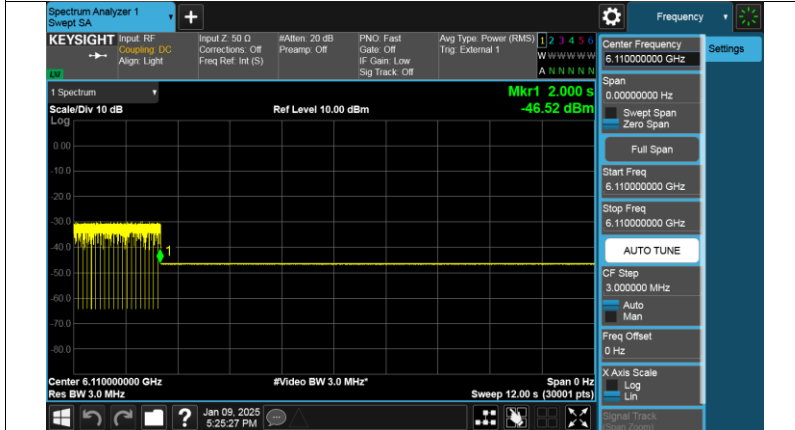 Spectrum Analyzer 1
Swept SA
Frequency
KEYSIGHT
Input: RF
Coupling: DC
Align: Light
Input Z: 50 Ω
Corrections: Off
Freq Ref: Int (S)
#Atten: 20 dB
Preamp: Off
PNO: Fast
Gate: Off
IF Gain: Low
Sig Track: Off
Avg Type: Power (RMS)
Trig: External 1
1 2 3 4 5 6
W W W W W W
A N N N N N
LXI
1 Spectrum
Mkr1 2.000 s
Scale/Div 10 dB
Ref Level 10.00 dBm
-46.52 dBm
Log
0.00
-10.0
-20.0
-30.0
-40.0
-50.0
-60.0
-70.0
-80.0
1
Center 6.110000000 GHz
#Video BW 3.0 MHz*
Span 0 Hz
Res BW 3.0 MHz
Sweep 12.00 s (30001 pts)
?
Jan 09, 2025
5:25:27 PM
Center Frequency
6.110000000 GHz
Settings
Span
0.00000000 Hz
Swept Span
Zero Span
Full Span
Start Freq
6.110000000 GHz
Stop Freq
6.110000000 GHz
AUTO TUNE
CF Step
3.000000 MHz
Auto
Man
Freq Offset
0 Hz
X Axis Scale
Log
Lin
Signal Track
(Span Zoom)